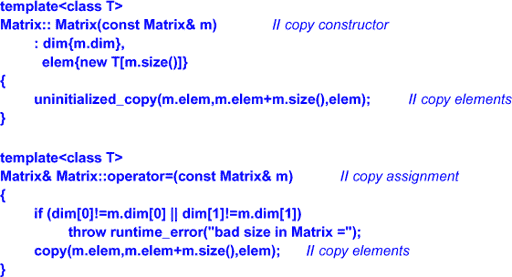 template<class T>
Matrix:: Matrix(const Matrix& m) // copy constructor
: dim{m.dim},
elem{new T[m.size()]}
{
uninitialized_copy(m.elem,m.elem+m.size(),elem); // copy elements
}
template<class T>
Matrix& Matrix::operator=(const Matrix& m) // copy assignment
{
if (dim[0]!=m.dim[0] || dim[1]!=m.dim[1])
throw runtime_error("bad size in Matrix =");
copy(m.elem,m.elem+m.size(),elem); // copy elements
}